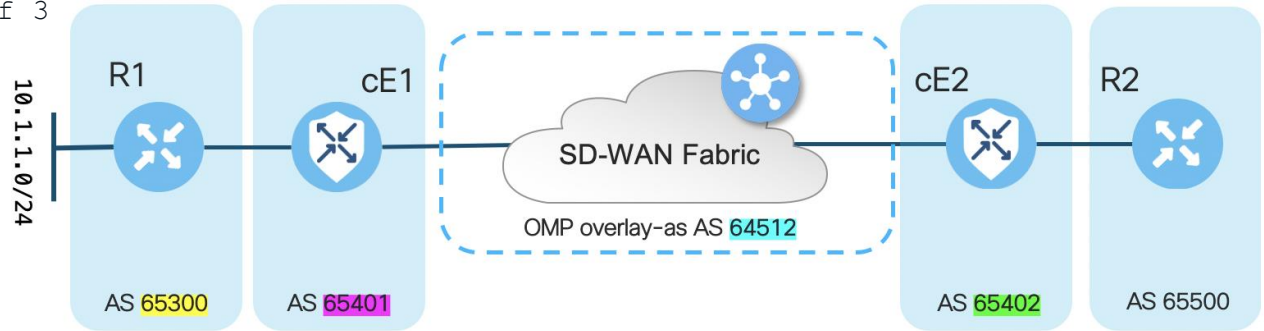 f 3
R1
cE1
cE2
R2
10.1.1.0/24
SD-WAN Fabric
OMP overlay-as AS 64512
AS 65300
AS 65401
AS 65402
AS 65500